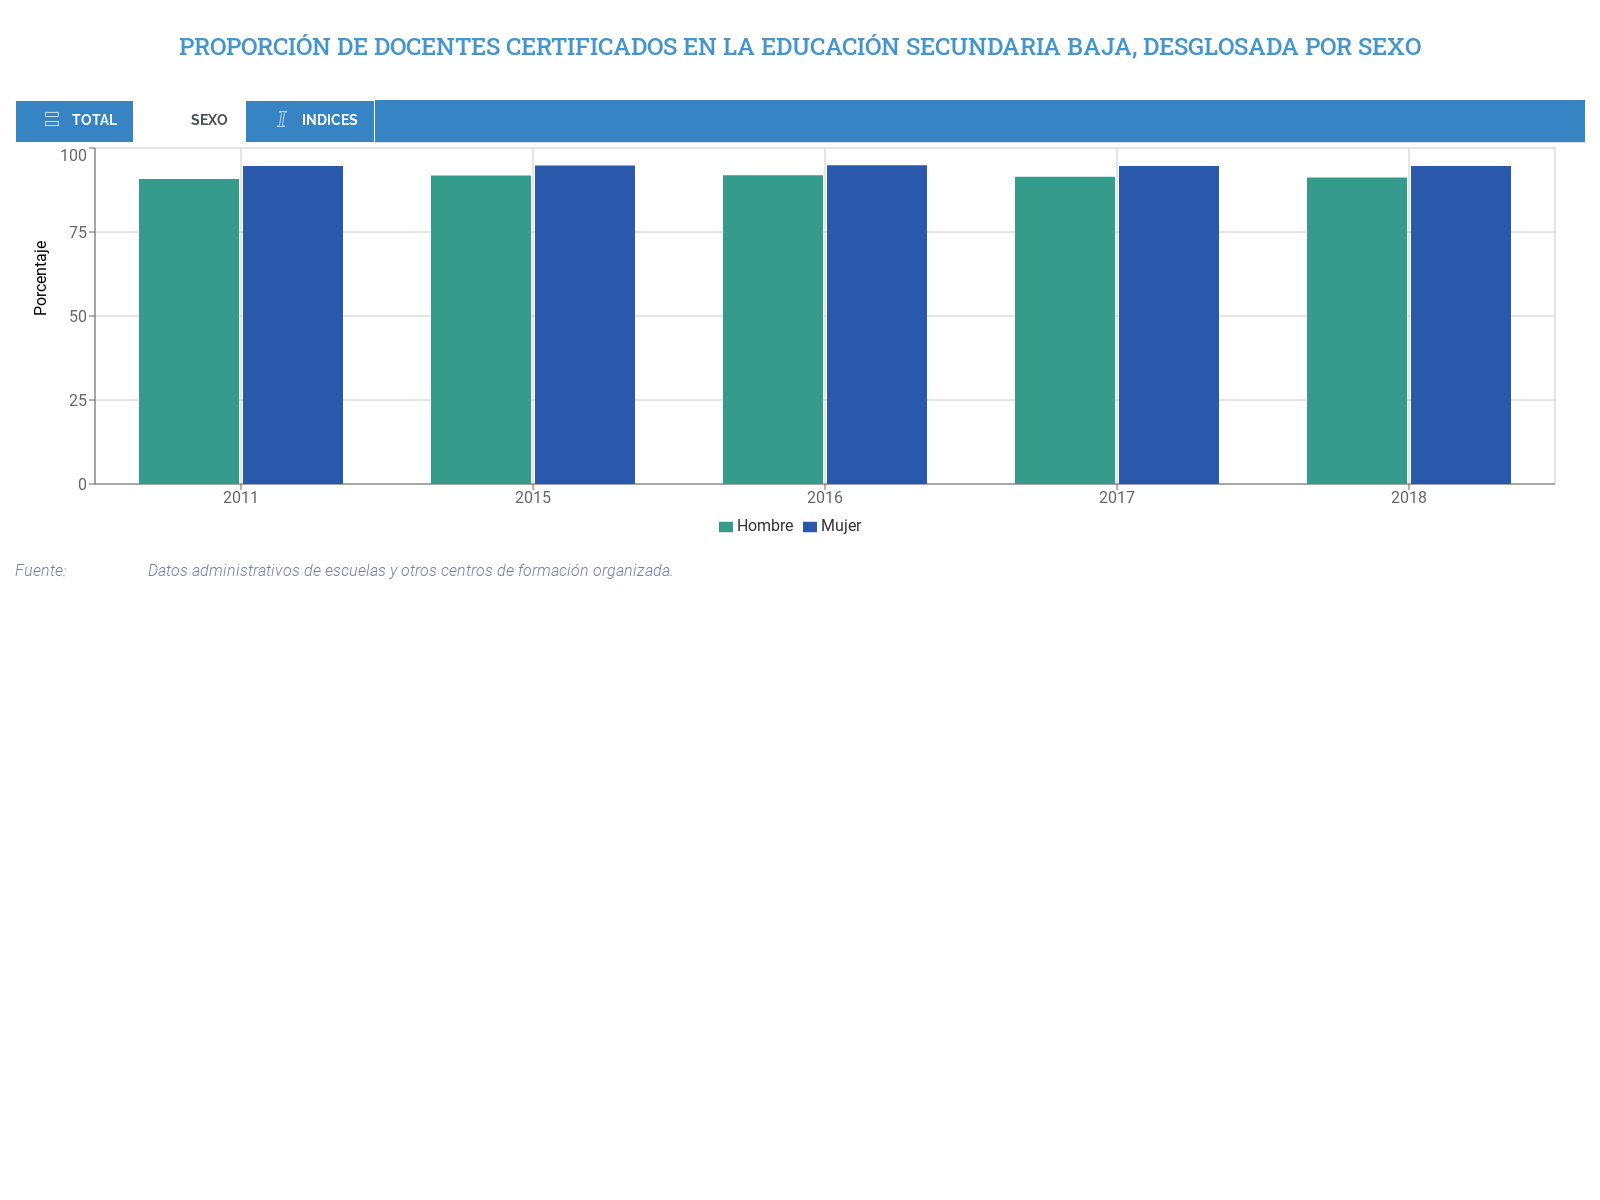 PROPORCIÓN DE DOCENTES CERTIFICADOS EN LA EDUCACIÓN SECUNDARIA BAJA, DESGLOSADA POR SEXO
TOTAL SEXO INDICES
Porcentaje
100
75
50
25
0
2011 2015 2016 2017 2018
Hombre Mujer
Fuente: Datos administrativos de escuelas y otros centros de formación organizada.